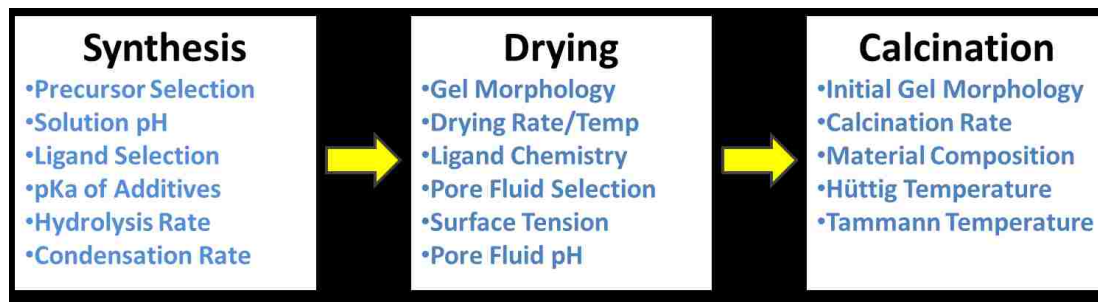 Synthesis
•Precursor Selection
•Solution pH
•Ligand Selection
•pKa of Additives
•Hydrolysis Rate
•Condensation Rate
Drying
•Gel Morphology
•Drying Rate/Temp
•Ligand Chemistry
•Pore Fluid Selection
•Surface Tension
•Pore Fluid pH
Calcination
•Initial Gel Morphology
•Calcination Rate
•Material Composition
•Hüttig Temperature
•Tammann Temperature